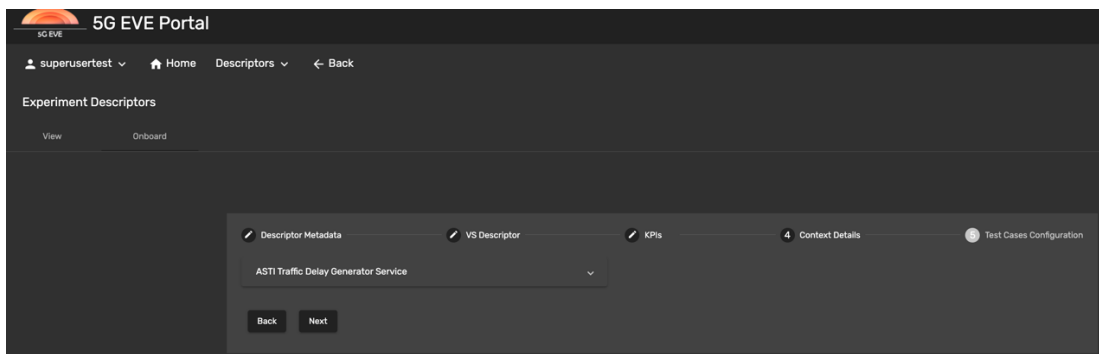 5G EVE
5G EVE Portal
superusertest Home Descriptors Back
Experiment Descriptors
View Onboard
Descriptor Metadata VS Descriptor KPIs 4 Context Details 5 Test Cases Configuration
ASTI Traffic Delay Generator Service
Back Next